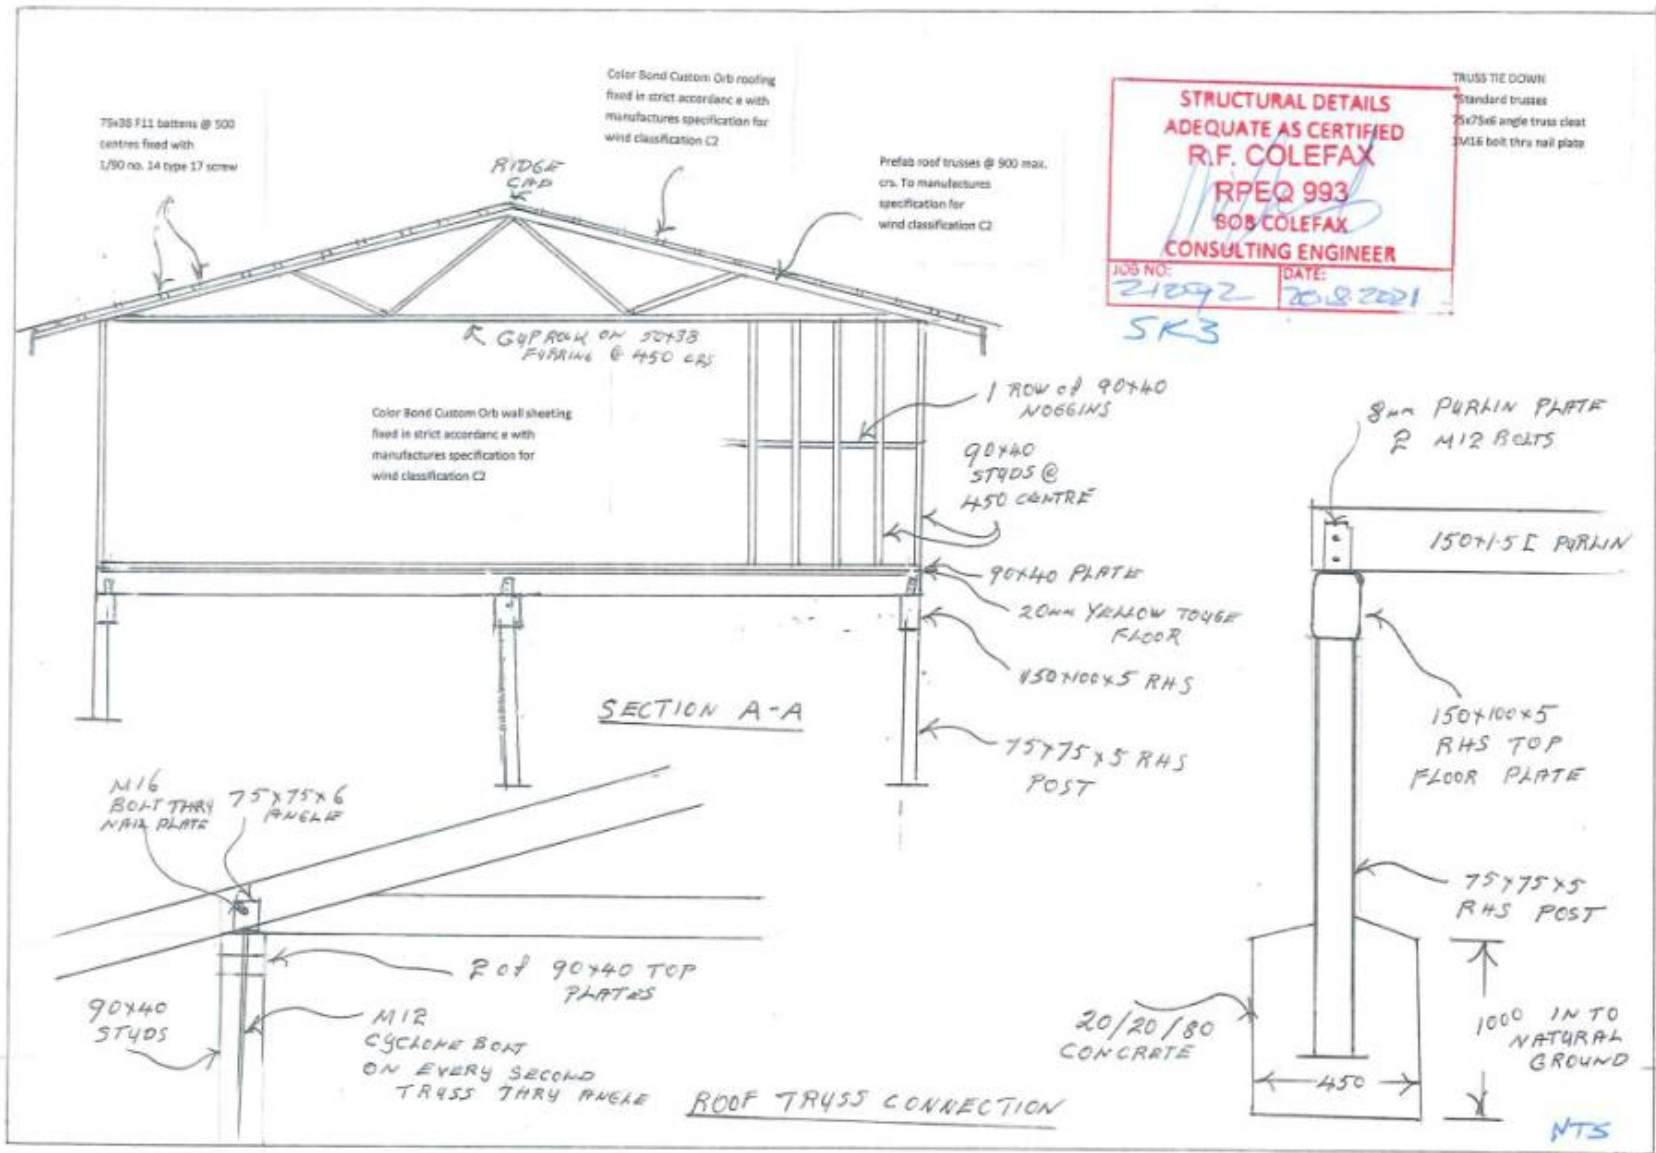 75x38 F11 battens @ 500
centres fixed with
1/90 no. 14 type 17 screw
Color Bond Custom Orb roofing
fixed in strict accordanc e with
manufactures specification for
wind classification C2
RIDGE
CAP
Prefab roof trusses @ 900 max.
crs. To manufactures
specification for
wind classification C2
STRUCTURAL DETAILS
ADEQUATE AS CERTIFIED
R.F. COLEFAX
RPEQ 993
BOB COLEFAX
CONSULTING ENGINEER
JOB NO:
DATE:
20.8.2021
SK3
TRUSS TIE DOWN
*Standard trusses
75x75x6 angle truss cleat
1M16 bolt thru nail plate
GYPROCK ON 50x38
FURRING @ 450 CRS
Color Bond Custom Orb wall sheeting
fixed in strict accordanc e with
manufactures specification for
wind classification C2
1 ROW of 90x40
NOGGINS
90x40
STUDS @
450 CENTRE
90x40 PLATE
20mm YELLOW TOUGE
FLOOR
150x100x5 RHS
75x75x5 RHS
POST
SECTION A-A
8mm PURLIN PLATE
2 M12 BOLTS
150x1.5 C PURLIN
150x100x5
RHS TOP
FLOOR PLATE
75x75x5
RHS POST
20/20/80
CONCRETE
450
1000 IN TO
NATURAL
GROUND
NTS
M16
BOLT THRU
NAIL PLATE
75x75x6
ANGLE
2 of 90x40 TOP
PLATES
90x40
STUDS
M12
CYCLONE BOLT
ON EVERY SECOND
TRUSS THRU ANGLE
ROOF TRUSS CONNECTION